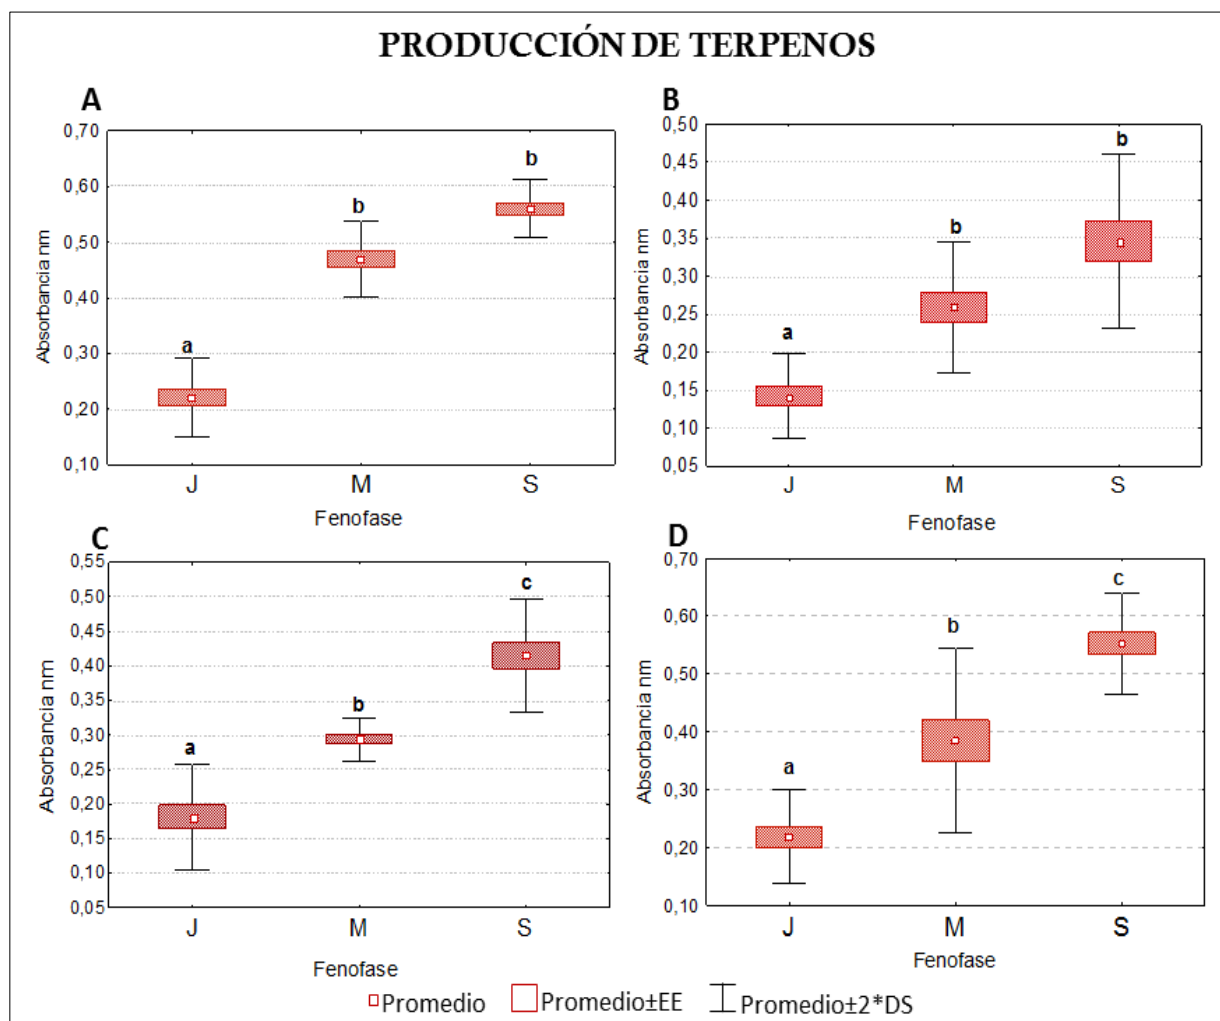 PRODUCCIÓN DE TERPENOS
A
0,70
0,60
0,50
0,40
0,30
0,20
0,10
Absorbancia nm
a
b
b
J M S
Fenofase
B
0,50
0,45
0,40
0,35
0,30
0,25
0,20
0,15
0,10
0,05
Absorbancia nm
a
b
b
J M S
Fenofase
C
0,55
0,50
0,45
0,40
0,35
0,30
0,25
0,20
0,15
0,10
0,05
Absorbancia nm
a
b
c
J M S
Fenofase
D
0,70
0,60
0,50
0,40
0,30
0,20
0,10
Absorbancia nm
a
b
c
J M S
Fenofase
Promedio Promedio±EE Promedio±2*DS